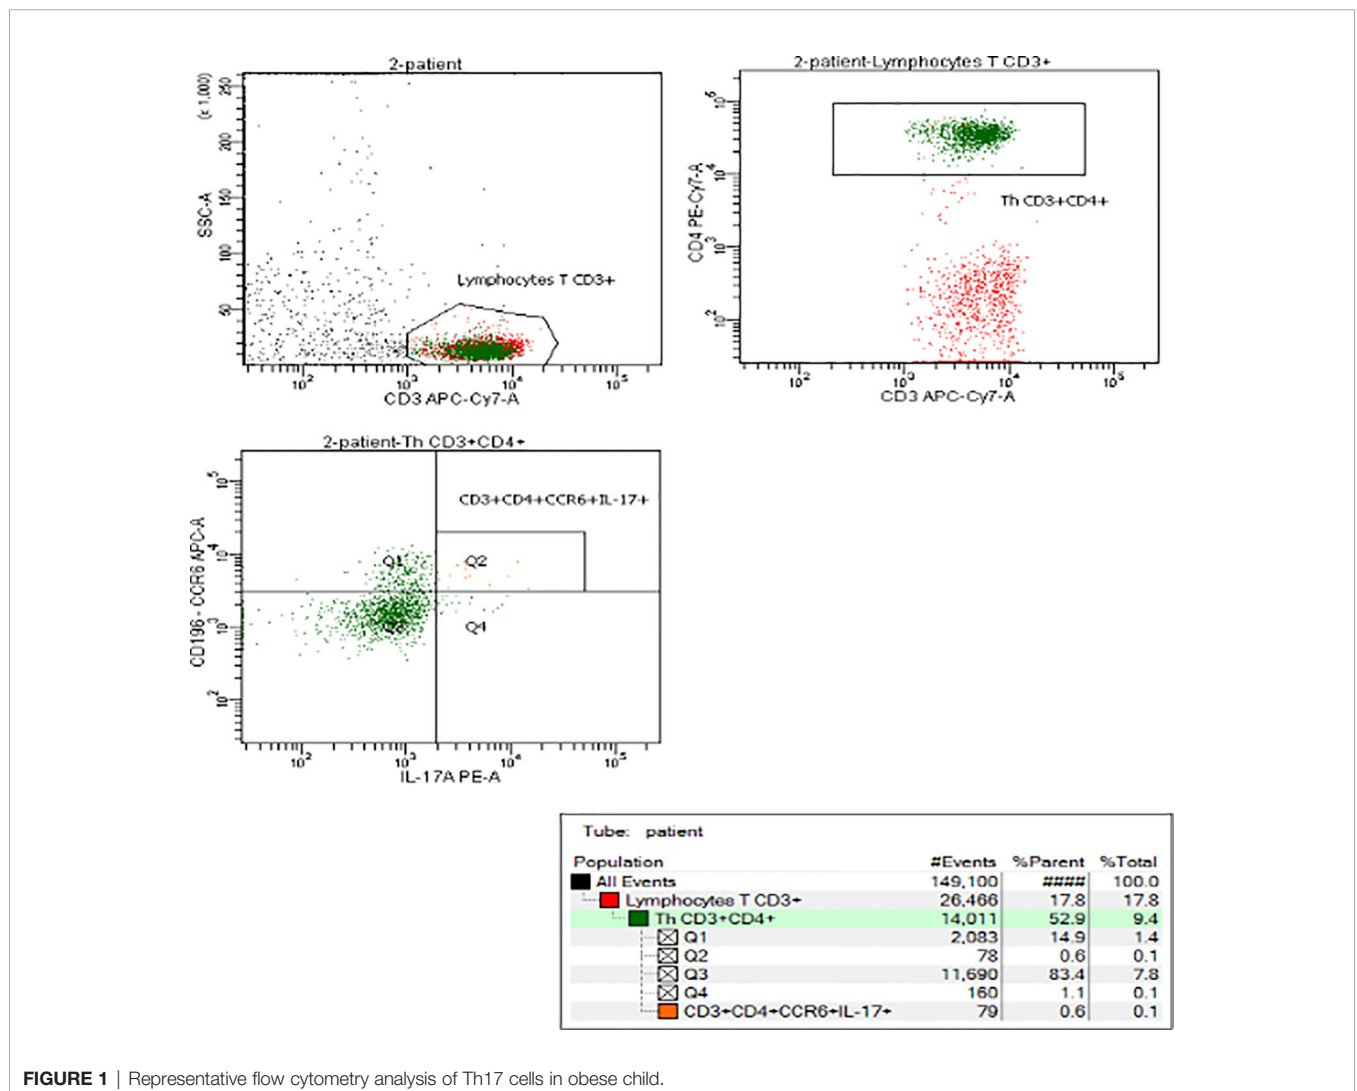 2-patient
(x 1,000)
250
200
150
100
50
SSC-A
Lymphocytes T CD3+
10² 10³ 10⁴ 10⁵
CD3 APC-Cy7-A
2-patient-Lymphocytes T CD3+
10⁵
10⁴
10³
10²
CD4 PE-Cy7-A
Th CD3+CD4+
10² 10³ 10⁴ 10⁵
CD3 APC-Cy7-A
2-patient-Th CD3+CD4+
10⁵
10⁴
10³
10²
CD196 - CCR6 APC-A
CD3+CD4+CCR6+IL-17+
Q1 Q2
Q3 Q4
10² 10³ 10⁴ 10⁵
IL-17A PE-A
Tube: patient
Population #Events %Parent %Total
All Events 149,100 #### 100.0
Lymphocytes T CD3+ 26,466 17.8 17.8
Th CD3+CD4+ 14,011 52.9 9.4
Q1 2,083 14.9 1.4
Q2 78 0.6 0.1
Q3 11,690 83.4 7.8
Q4 160 1.1 0.1
CD3+CD4+CCR6+IL-17+ 79 0.6 0.1
FIGURE 1 | Representative flow cytometry analysis of Th17 cells in obese child.